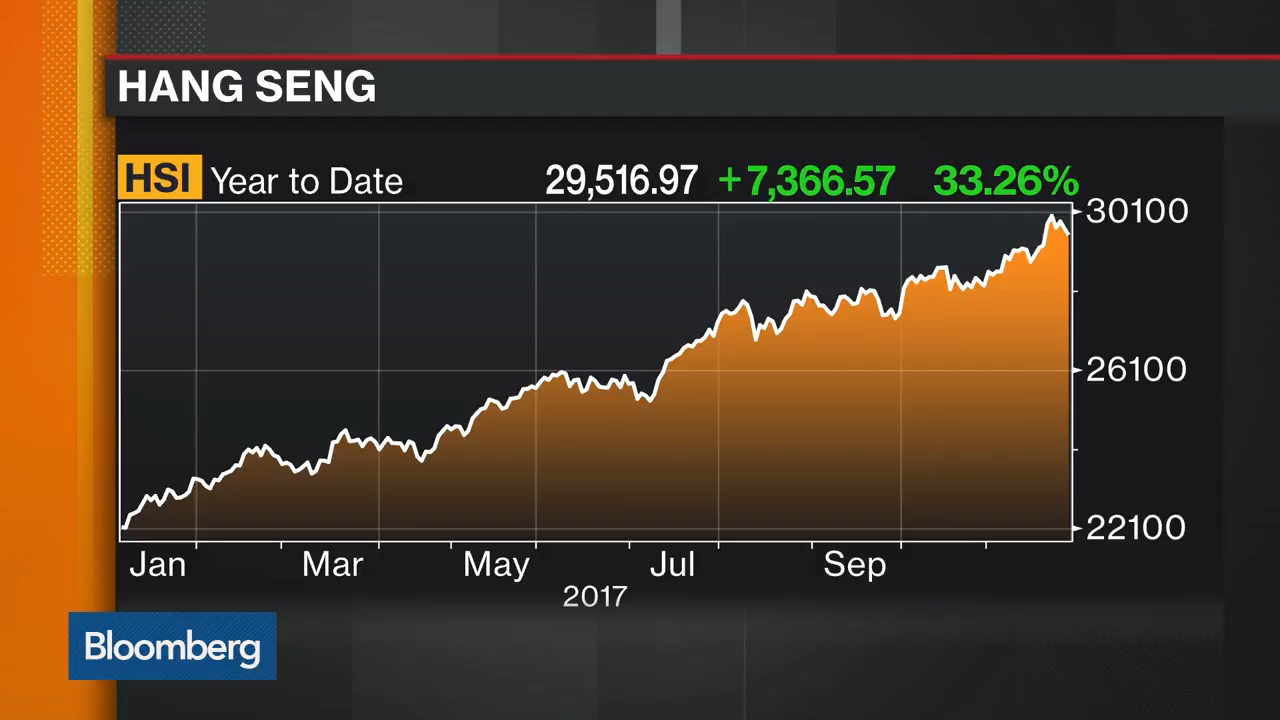 HANG SENG
HSI Year to Date 29,516.97 +7,366.57 33.26%
30100
26100
22100
Jan Mar May Jul Sep
2017
Bloomberg